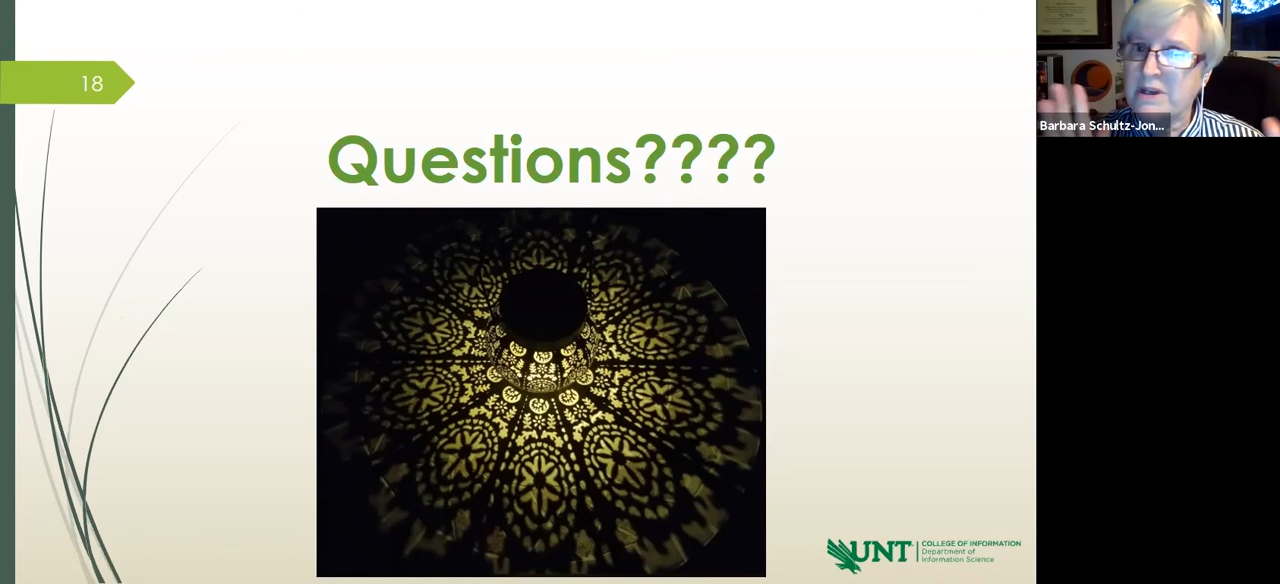 18
Questions????
Barbara Schultz-Jon...
UNT
COLLEGE OF INFORMATION
Department of
Information Science